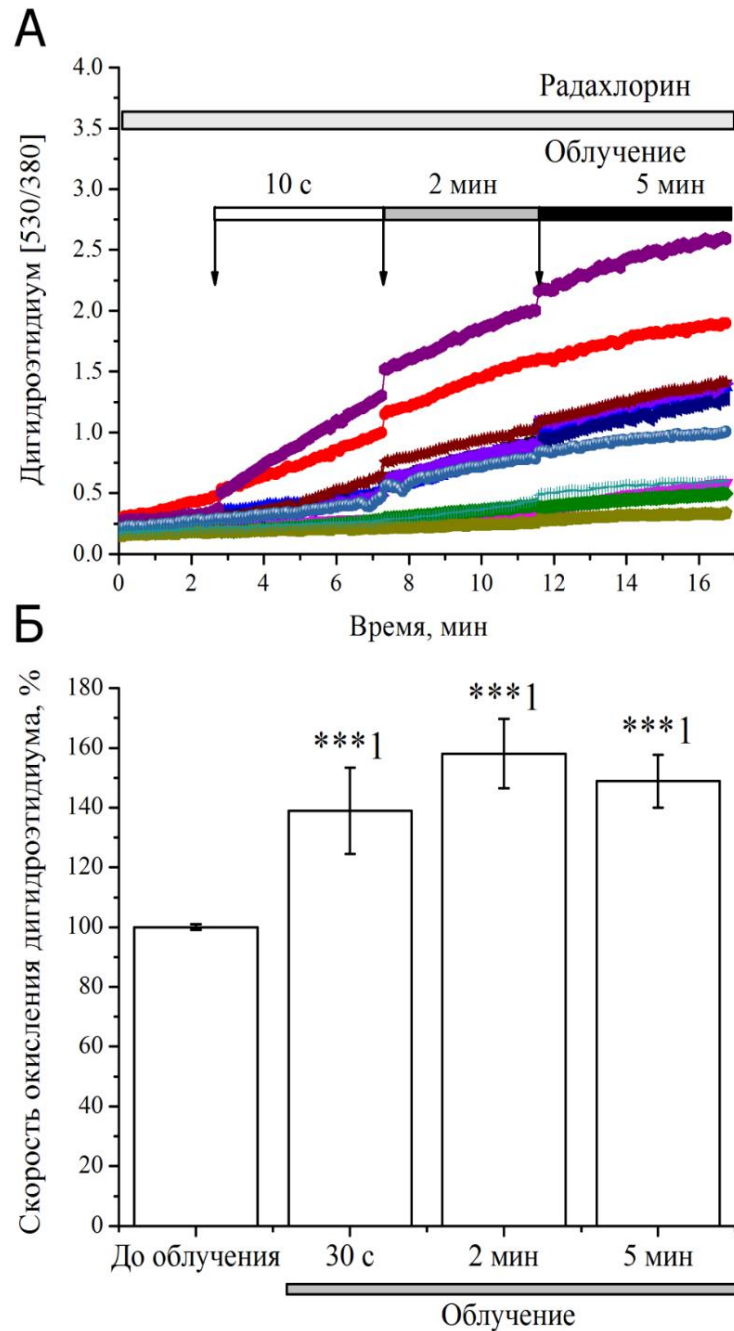 А
Дигидроэтидиум [530/380]
4.0
3.5
3.0
2.5
2.0
1.5
1.0
0.5
0.0
Радахлорин
Облучение
10 с 2 мин 5 мин
0 2 4 6 8 10 12 14 16
Время, мин
Б
Скорость окисления дигидроэтидиума, %
180
160
140
120
100
80
60
40
20
0
***1 ***1 ***1
До облучения 30 с 2 мин 5 мин
Облучение